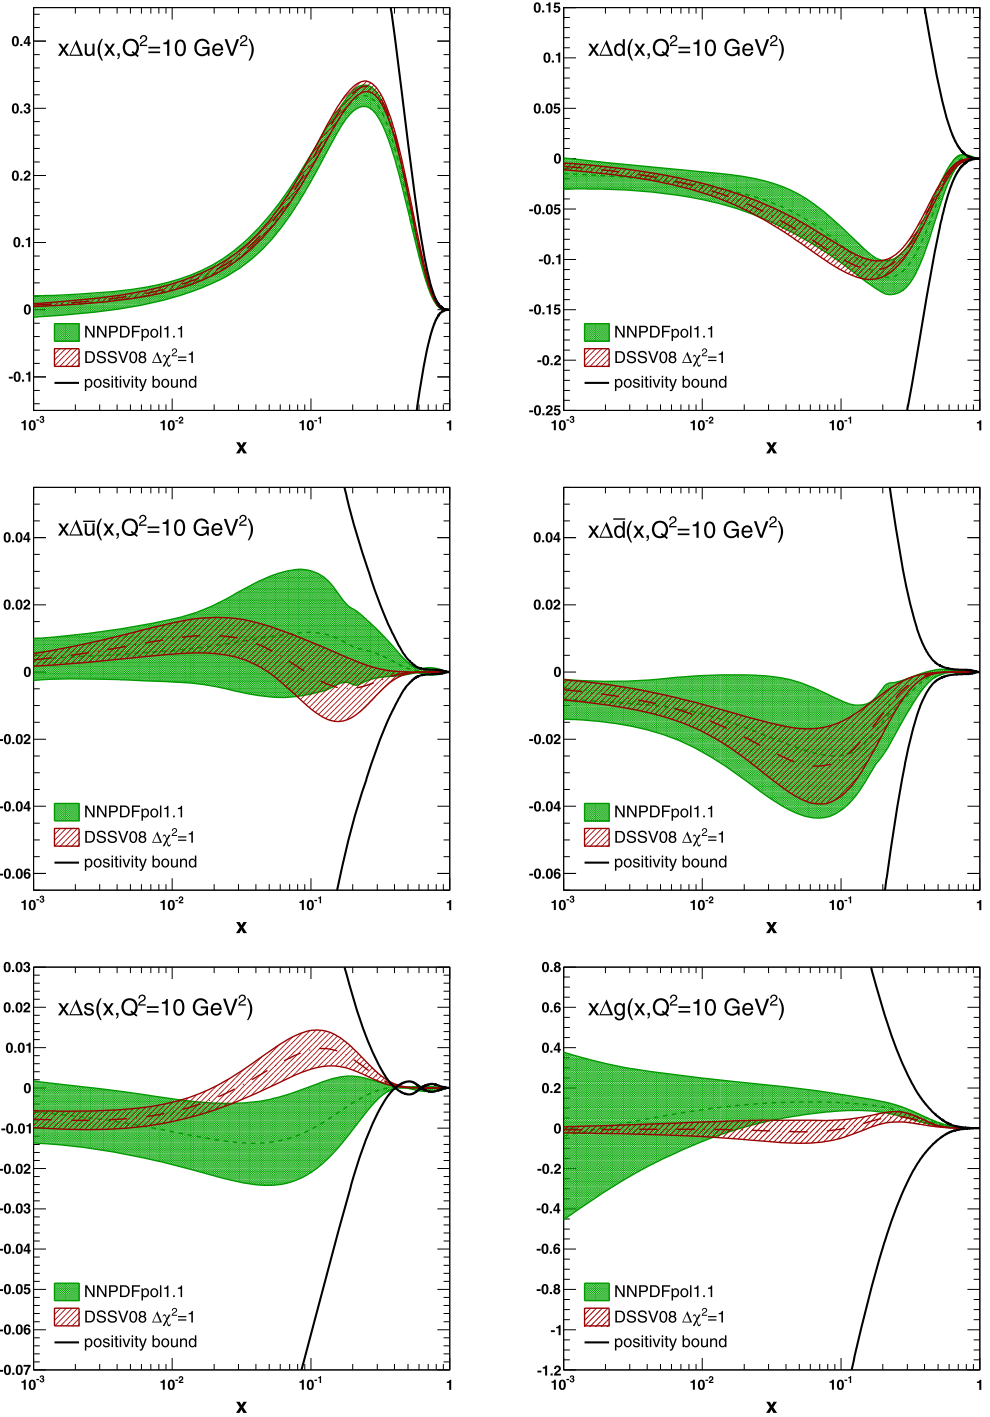 xΔu(x,Q²=10 GeV²)
0.4
0.3
0.2
0.1
0
-0.1
NNPDFpol1.1
DSSV08 Δχ²=1
positivity bound
10⁻³ 10⁻² 10⁻¹ 1
x
xΔd(x,Q²=10 GeV²)
0.15
0.1
0.05
0
-0.05
-0.1
-0.15
-0.2
-0.25
NNPDFpol1.1
DSSV08 Δχ²=1
positivity bound
10⁻³ 10⁻² 10⁻¹ 1
x
xΔu̅(x,Q²=10 GeV²)
0.04
0.02
0
-0.02
-0.04
-0.06
NNPDFpol1.1
DSSV08 Δχ²=1
positivity bound
10⁻³ 10⁻² 10⁻¹ 1
x
xΔd̅(x,Q²=10 GeV²)
0.04
0.02
0
-0.02
-0.04
-0.06
NNPDFpol1.1
DSSV08 Δχ²=1
positivity bound
10⁻³ 10⁻² 10⁻¹ 1
x
xΔs(x,Q²=10 GeV²)
0.03
0.02
0.010
0
-0.01
-0.02
-0.03
-0.04
-0.05
-0.06
-0.07
NNPDFpol1.1
DSSV08 Δχ²=1
positivity bound
10⁻³ 10⁻² 10⁻¹ 1
x
xΔg(x,Q²=10 GeV²)
0.8
0.6
0.4
0.2
0
-0.2
-0.4
-0.6
-0.8
-1
-1.2
NNPDFpol1.1
DSSV08 Δχ²=1
positivity bound
10⁻³ 10⁻² 10⁻¹ 1
x